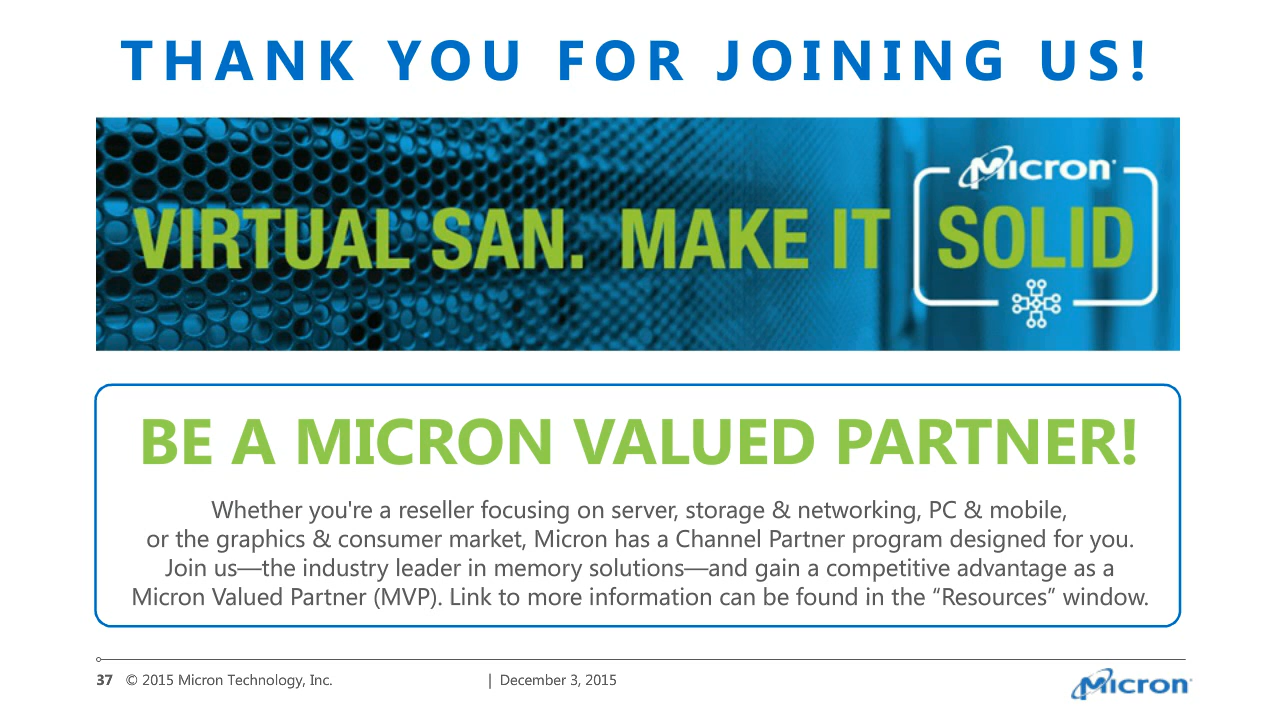 THANK YOU FOR JOINING US!
Micron
VIRTUAL SAN. MAKE IT SOLID
BE A MICRON VALUED PARTNER!
Whether you're a reseller focusing on server, storage & networking, PC & mobile,
or the graphics & consumer market, Micron has a Channel Partner program designed for you.
Join us—the industry leader in memory solutions—and gain a competitive advantage as a
Micron Valued Partner (MVP). Link to more information can be found in the “Resources” window.
37 © 2015 Micron Technology, Inc. | December 3, 2015
Micron